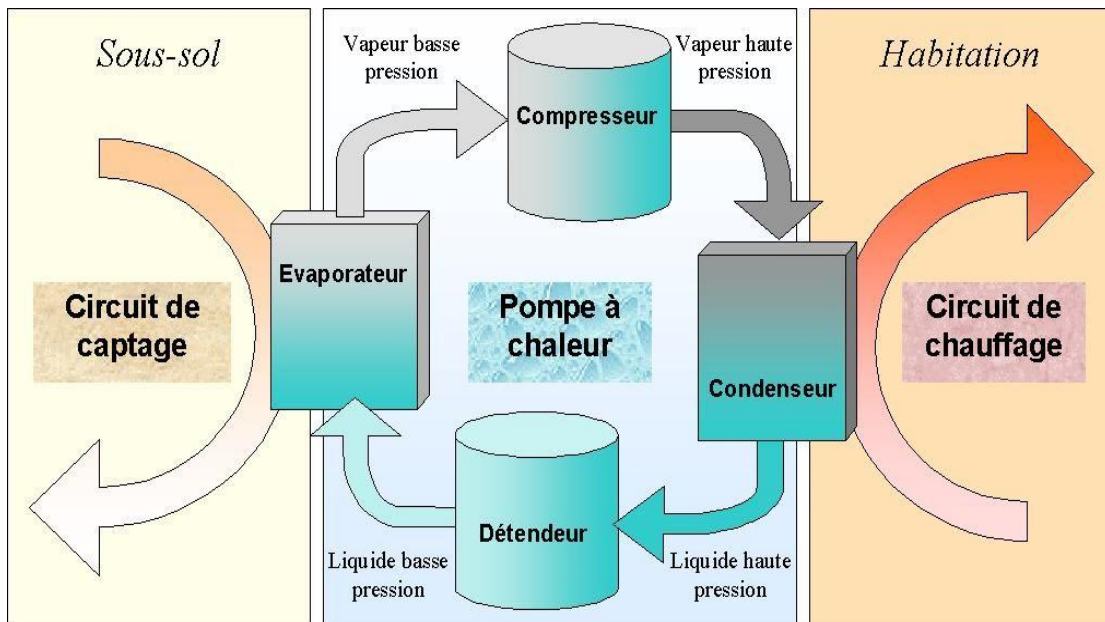 Sous-sol
Vapeur basse
pression
Vapeur haute
pression
Habitation
Compresseur
Evaporateur
Circuit de
captage
Pompe à
chaleur
Circuit de
chauffage
Condenseur
Détendeur
Liquide basse
pression
Liquide haute
pression